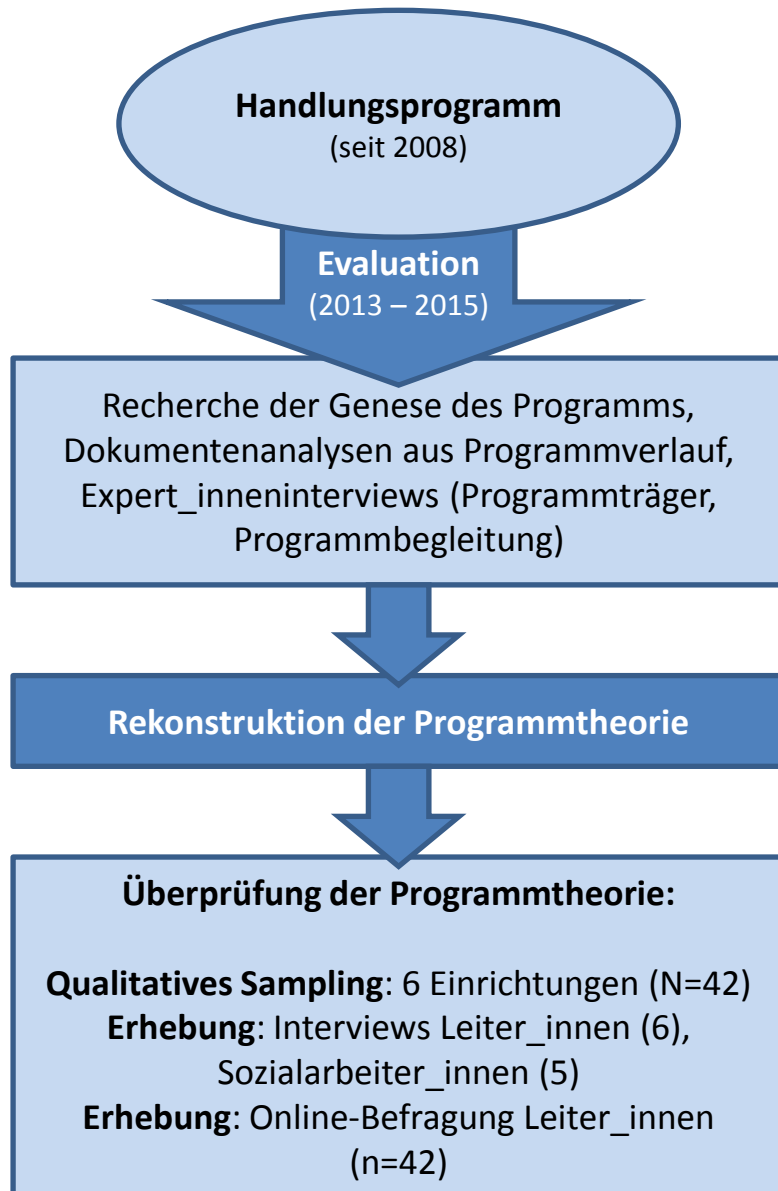 Handlungsprogramm
(seit 2008)
Evaluation
(2013 – 2015)
Recherche der Genese des Programms,
Dokumentenanalysen aus Programmverlauf,
Expert_inneninterviews (Programmträger,
Programmbegleitung)
Rekonstruktion der Programmtheorie
Überprüfung der Programmtheorie:
Qualitatives Sampling: 6 Einrichtungen (N=42)
Erhebung: Interviews Leiter_innen (6),
Sozialarbeiter_innen (5)
Erhebung: Online-Befragung Leiter_innen
(n=42)